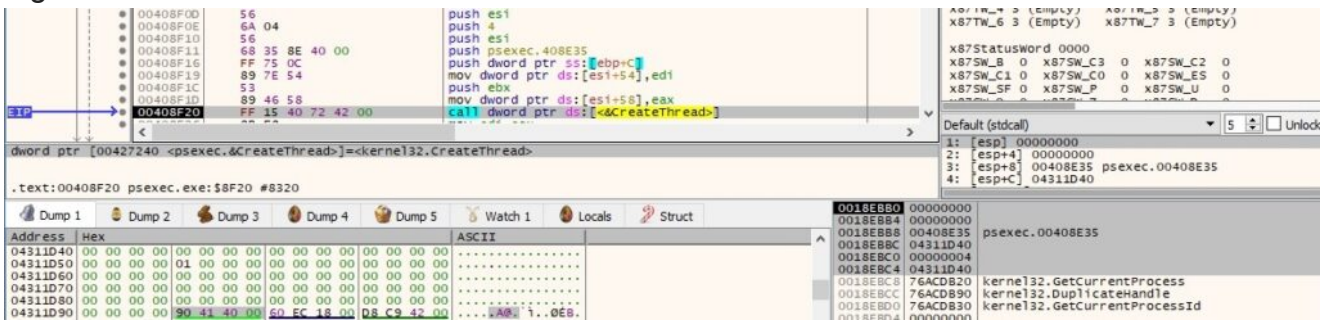 00408F0D 56 push esi
00408F0E 6A 04 push 4
00408F10 56 push esi
00408F11 68 35 8E 40 00 push psexec.408E35
00408F16 FF 75 0C push dword ptr ss:[ebp+C]
00408F19 89 7E 54 mov dword ptr ds:[esi+54],edi
00408F1C 53 push ebx
00408F1D 89 46 58 mov dword ptr ds:[esi+58],eax
EIP 00408F20 FF 15 40 72 42 00 call dword ptr ds:[<&CreateThread>]
x87TW_4 3 (Empty) x87TW_5 3 (Empty)
x87TW_6 3 (Empty) x87TW_7 3 (Empty)
x87StatusWord 0000
x87SW_B 0 x87SW_C3 0 x87SW_C2 0
x87SW_C1 0 x87SW_C0 0 x87SW_ES 0
x87SW_SF 0 x87SW_P 0 x87SW_U 0
Default (stdcall) 5 Unlock
1: [esp] 00000000
2: [esp+4] 00000000
3: [esp+8] 00408E35 psexec.00408E35
4: [esp+C] 04311D40
dword ptr [00427240 <psexec.&CreateThread>]=<kernel32.CreateThread>
.text:00408F20 psexec.exe:$8F20 #8320
Dump 1 Dump 2 Dump 3 Dump 4 Dump 5 Watch 1 Locals Struct
Address Hex ASCII
04311D40 00 00 00 00 00 00 00 00 00 00 00 00 00 00 00 00 ................
04311D50 00 00 00 00 01 00 00 00 00 00 00 00 00 00 00 00 ................
04311D60 00 00 00 00 00 00 00 00 00 00 00 00 00 00 00 00 ................
04311D70 00 00 00 00 00 00 00 00 00 00 00 00 00 00 00 00 ................
04311D80 00 00 00 00 00 00 00 00 00 00 00 00 00 00 00 00 ................
04311D90 00 00 00 00 90 41 40 00 60 EC 18 00 D8 C9 42 00 .....A@.`ì..ØÉB.
0018EBB0 00000000
0018EBB4 00000000
0018EBB8 00408E35 psexec.00408E35
0018EBBC 04311D40
0018EBC0 00000004
0018EBC4 04311D40
0018EBC8 76ACDB20 kernel32.GetCurrentProcess
0018EBCC 76ACDB90 kernel32.DuplicateHandle
0018EBD0 76ACDB30 kernel32.GetCurrentProcessId
0018EBD4 00000000